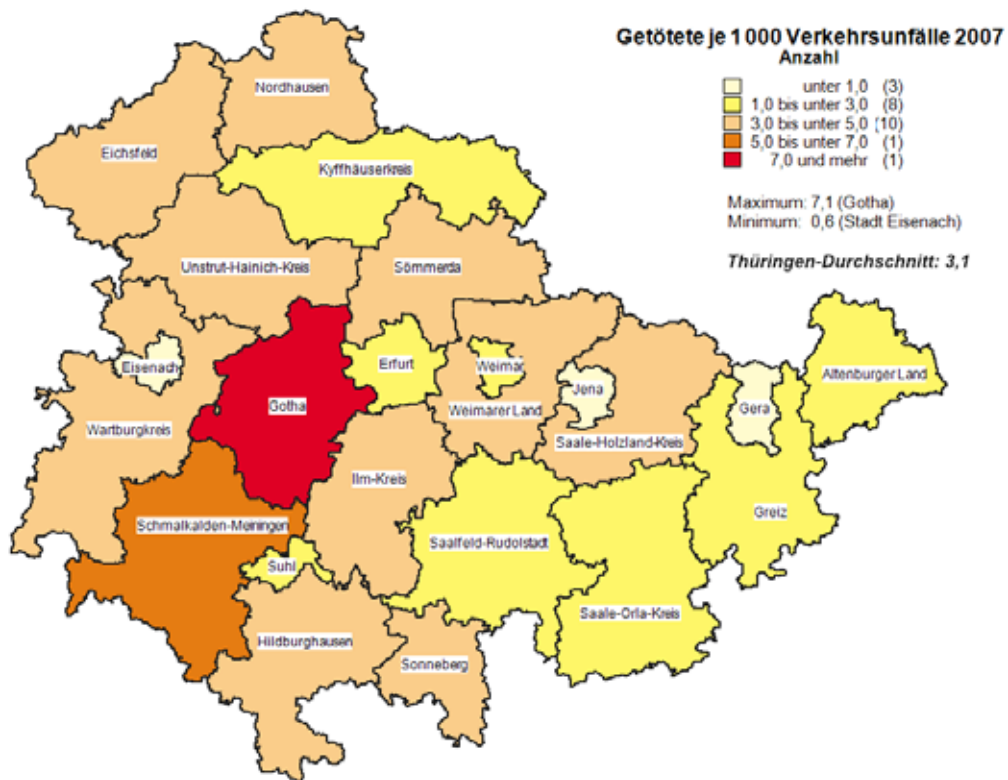 Getötete je 1000 Verkehrsunfälle 2007
Anzahl
unter 1,0 (3)
1,0 bis unter 3,0 (8)
3,0 bis unter 5,0 (10)
5,0 bis unter 7,0 (1)
7,0 und mehr (1)
Maximum: 7,1 (Gotha)
Minimum: 0,6 (Stadt Eisenach)
Thüringen-Durchschnitt: 3,1
Nordhausen
Eichsfeld
Kyffhäuserkreis
Unstrut-Hainich-Kreis
Sömmerda
Eisenach
Erfurt
Weimar
Jena
Altenburger Land
Gotha
Weimarer Land
Gera
Wartburgkreis
Saale-Holzland-Kreis
Ilm-Kreis
Greiz
Schmalkalden-Meiningen
Saalfeld-Rudolstadt
Suhl
Saale-Orla-Kreis
Hildburghausen
Sonneberg